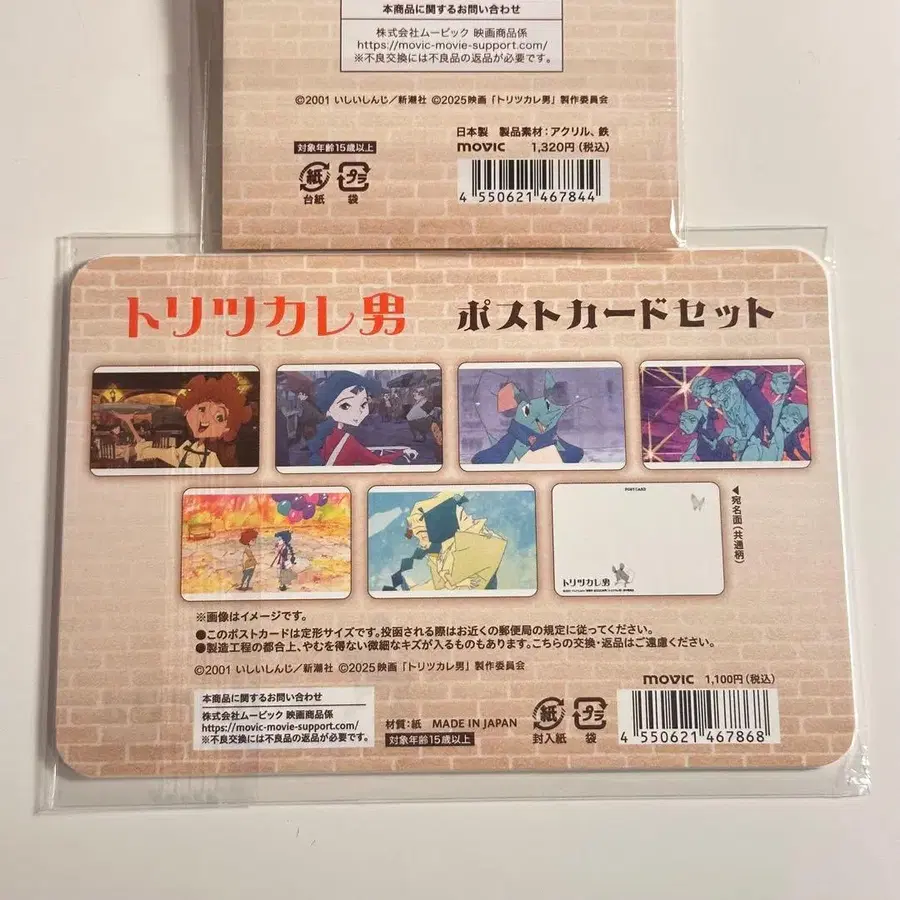 本商品に関するお問い合わせ
株式会社ムービック 映画商品係
https://movic-movie-support.com/
※不良交換には不良品の返品が必要です。
©2001 いしいしんじ／新潮社 ©2025映画「トリツカレ男」製作委員会
日本製 製品素材：アクリル、鉄
対象年齢15歳以上
movic 1,320円（税込）
紙 プラ
台紙 袋
4 550621 467844
トリツカレ男 ポストカードセット
POSTCARD
◀宛名面（共通柄）
トリツカレ男
※画像はイメージです。
●このポストカードは定形サイズです。投函される際はお近くの郵便局の規定に従ってください。
●製造工程の都合上、やむを得ない微細なキズが入るものもあります。こちらの交換・返品はご遠慮ください。
©2001 いしいしんじ／新潮社 ©2025映画「トリツカレ男」製作委員会
movic 1,100円（税込）
本商品に関するお問い合わせ
株式会社ムービック 映画商品係
https://movic-movie-support.com/
※不良交換には不良品の返品が必要です。
材質：紙 MADE IN JAPAN
対象年齢15歳以上
紙 プラ
封入紙 袋
4 550621 467868